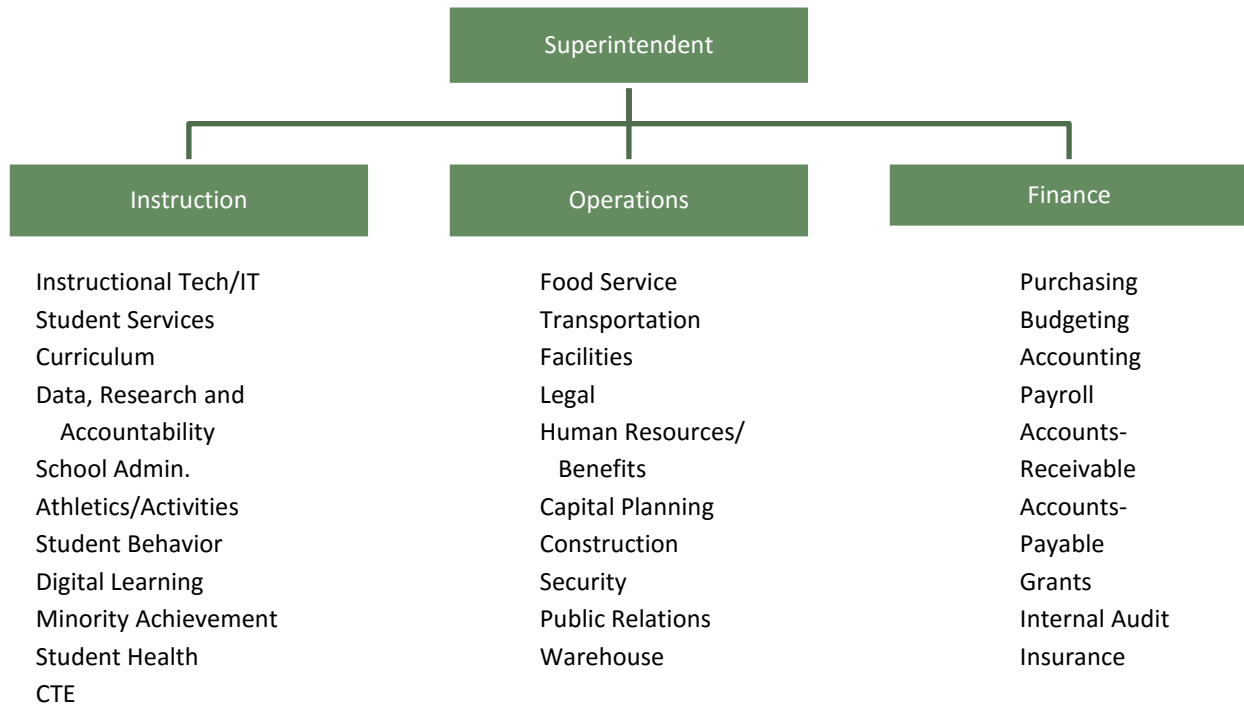 Superintendent
Instruction
Operations
Finance
Instructional Tech/IT
Student Services
Curriculum
Data, Research and
Accountability
School Admin.
Athletics/Activities
Student Behavior
Digital Learning
Minority Achievement
Student Health
CTE
Food Service
Transportation
Facilities
Legal
Human Resources/
Benefits
Capital Planning
Construction
Security
Public Relations
Warehouse
Purchasing
Budgeting
Accounting
Payroll
Accounts-
Receivable
Accounts-
Payable
Grants
Internal Audit
Insurance